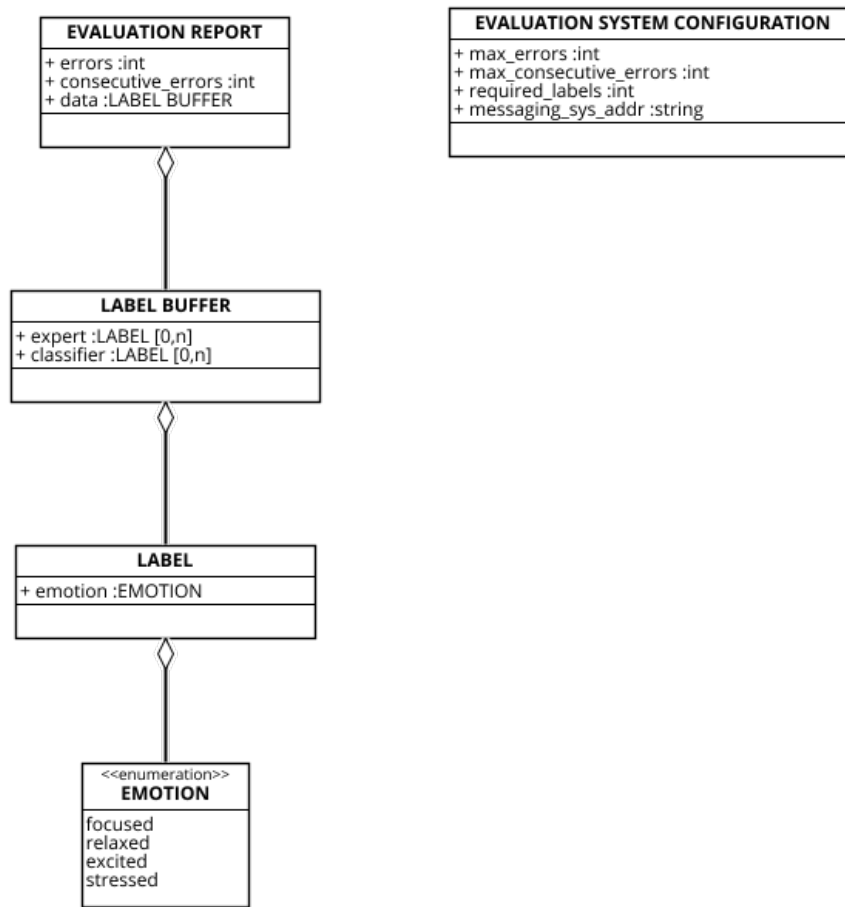 EVALUATION REPORT
+ errors :int
+ consecutive_errors :int
+ data :LABEL BUFFER
EVALUATION SYSTEM CONFIGURATION
+ max_errors :int
+ max_consecutive_errors :int
+ required_labels :int
+ messaging_sys_addr :string
LABEL BUFFER
+ expert :LABEL [0,n]
+ classifier :LABEL [0,n]
LABEL
+ emotion :EMOTION
<<enumeration>>
EMOTION
focused
relaxed
excited
stressed